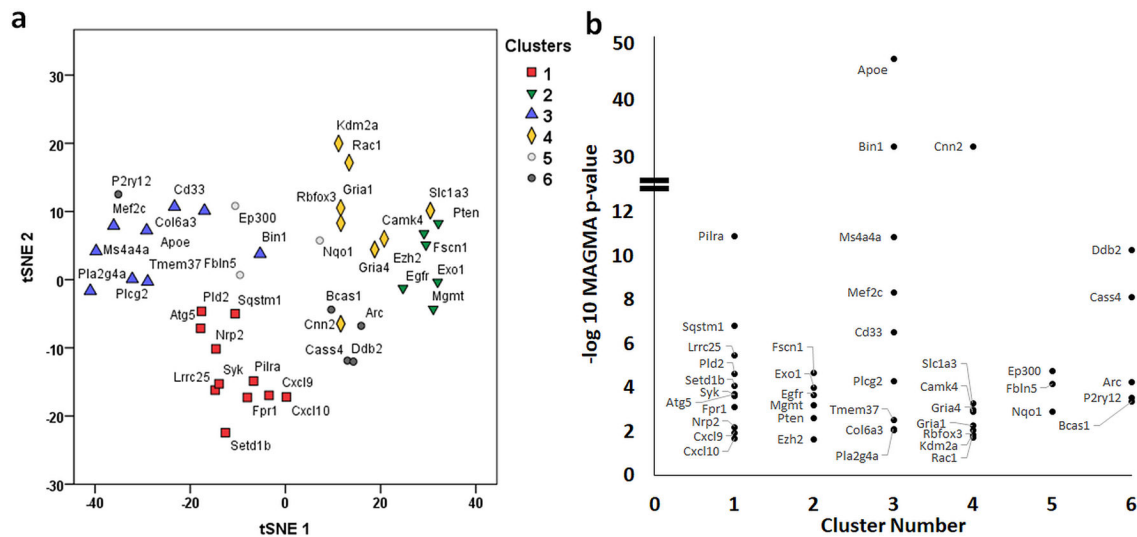 a
Clusters
1
2
3
4
5
6
tSNE 2
30
20
10
0
-10
-20
-30
-40
-20
0
20
40
tSNE 1
Kdm2a
Rac1
P2ry12
Cd33
Mef2c
Col6a3
Ep300
Rbfox3
Gria1
Slc1a3
Pten
Camk4
Ms4a4a
Apoe
Bin1
Nqo1
Fscn1
Pla2g4a
Tmem37
Fbln5
Gria4
Ezh2
Exo1
Plcg2
Egfr
Pld2
Sqstm1
Bcas1
Mgmt
Atg5
Arc
Nrp2
Cnn2
Cass4
Ddb2
Syk
Pilra
Lrrc25
Cxcl9
Fpr1
Cxcl10
Setd1b
b
-log 10 MAGMA p-value
50
40
30
12
10
8
6
4
2
0
0
1
2
3
4
5
6
Cluster Number
Pilra
Sqstm1
Lrrc25
Pld2
Setd1b
Syk
Atg5
Fpr1
Nrp2
Cxcl9
Cxcl10
Fscn1
Exo1
Egfr
Mgmt
Pten
Ezh2
Apoe
Bin1
Ms4a4a
Mef2c
Cd33
Plcg2
Tmem37
Col6a3
Pla2g4a
Cnn2
Slc1a3
Camk4
Gria4
Gria1
Rbfox3
Kdm2a
Rac1
Ep300
Fbln5
Nqo1
Ddb2
Cass4
Arc
P2ry12
Bcas1